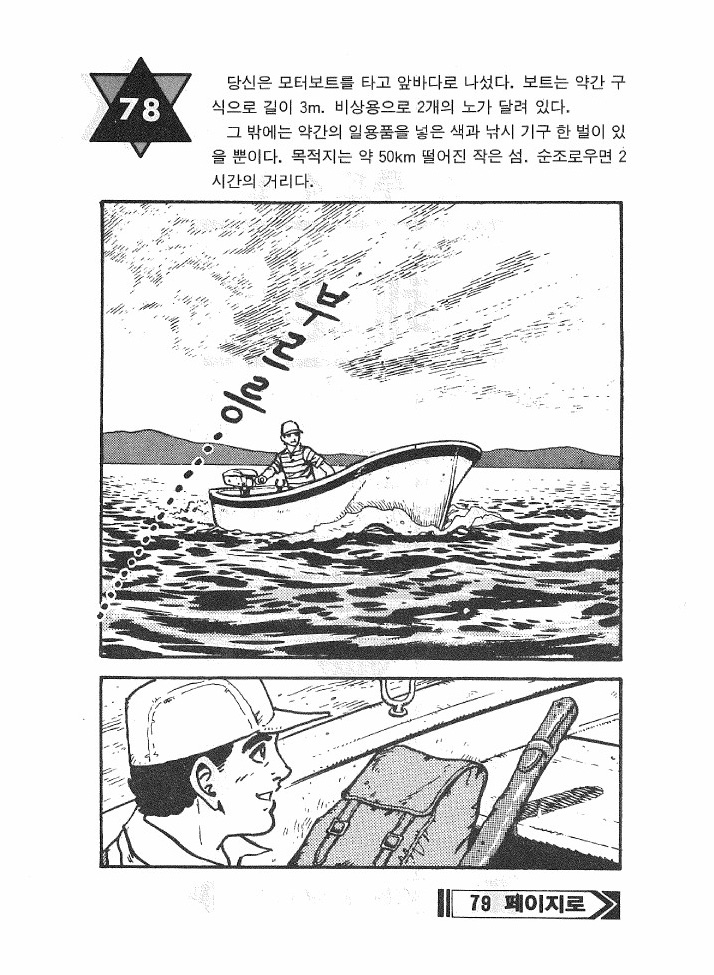 78
당신은 모터보트를 타고 앞바다로 나섰다. 보트는 약간 구
식으로 길이 3m. 비상용으로 2개의 노가 달려 있다.
그 밖에는 약간의 일용품을 넣은 색과 낚시 기구 한 벌이 있
을 뿐이다. 목적지는 약 50km 떨어진 작은 섬. 순조로우면 2
시간의 거리다.
부르릉
79 페이지로